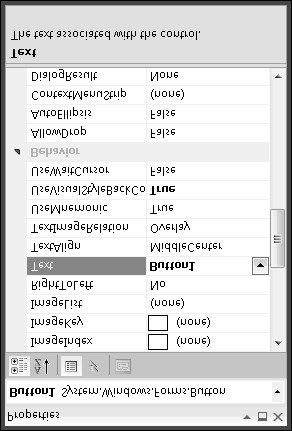 Properties
Button1 System.Windows.Forms.Button
ImageIndex (none)
ImageKey (none)
ImageList (none)
RightToLeft No
Text Button1
TextAlign MiddleCenter
TextImageRelation Overlay
UseMnemonic True
UseVisualStyleBackCo True
UseWaitCursor False
Behavior
AllowDrop False
AutoEllipsis False
ContextMenuStrip (none)
DialogResult None
Text
The text associated with the control.